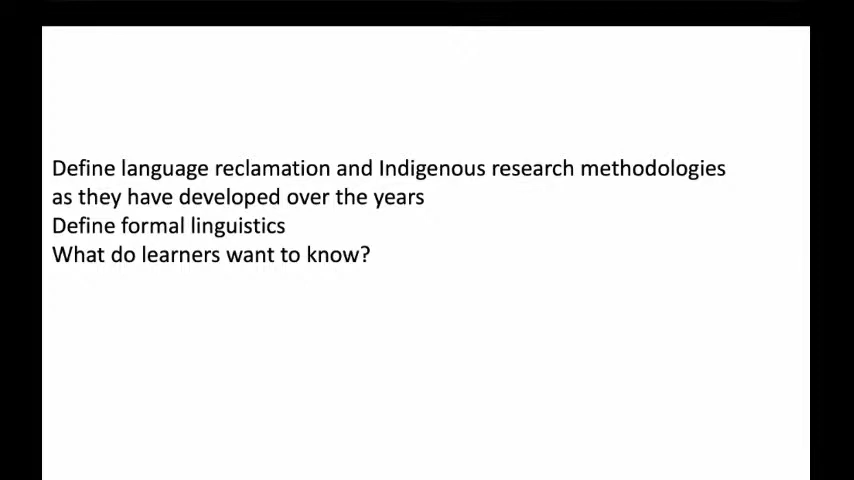 Define language reclamation and Indigenous research methodologies
as they have developed over the years
Define formal linguistics
What do learners want to know?